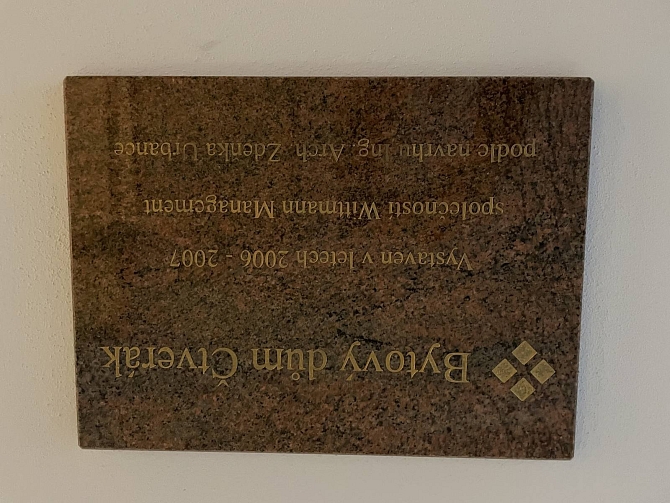 Bytový dům Čtverák
Vystaven v letech 2006 - 2007
společností Wittmann Management
podle návrhu Ing. Arch. Zdeňka Urbance